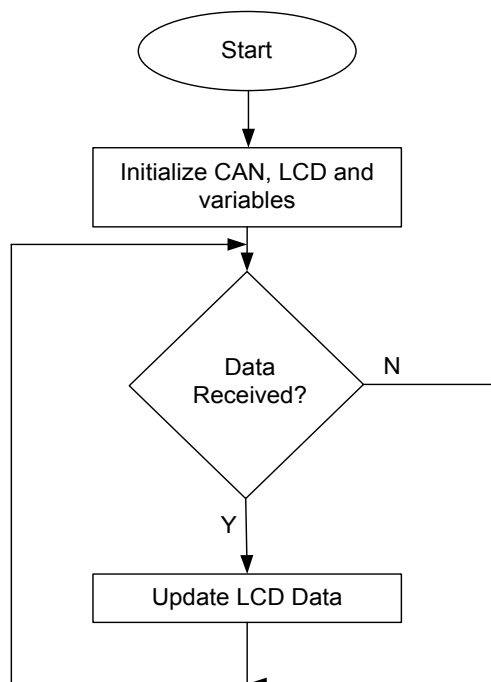 Start
Initialize CAN, LCD and
variables
Data
Received?
N
Y
Update LCD Data